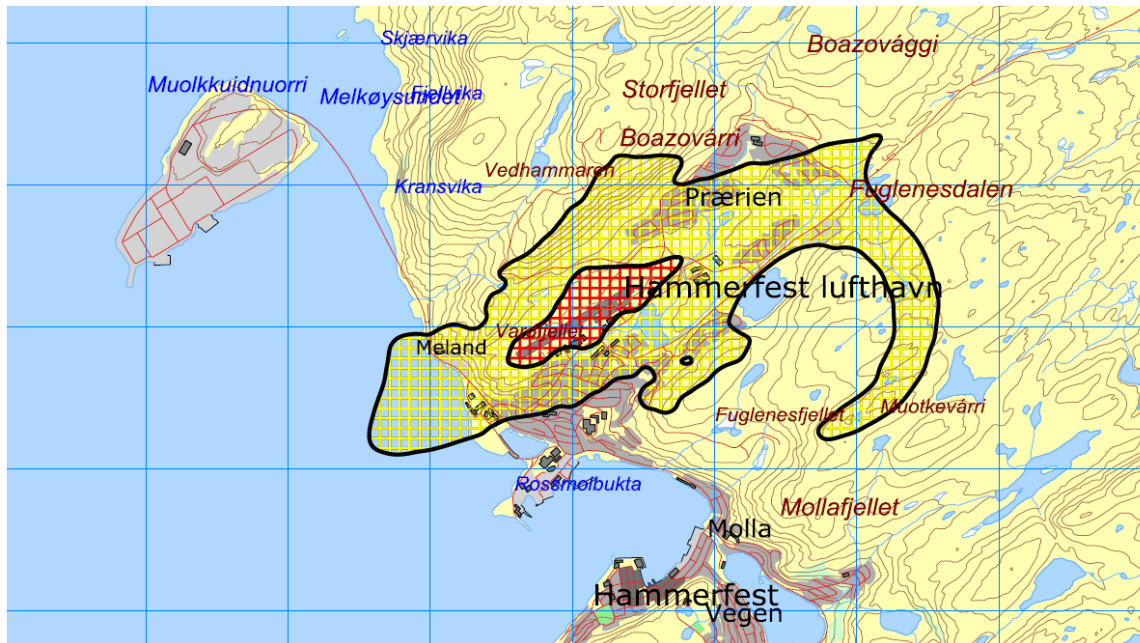 Skjærvika
Boazovággi
Muolkkuidnuorri
Melkøysundet
Fjellvika
Storfjellet
Boazovárri
Vedhammaren
Kransvika
Prærien
Fuglenesdalen
Hammerfest lufthavn
Varafjellet
Meland
Fuglenesfjellet
Muotkevárri
Rossmolbukta
Mollafjellet
Molla
Hammerfest
Vegen